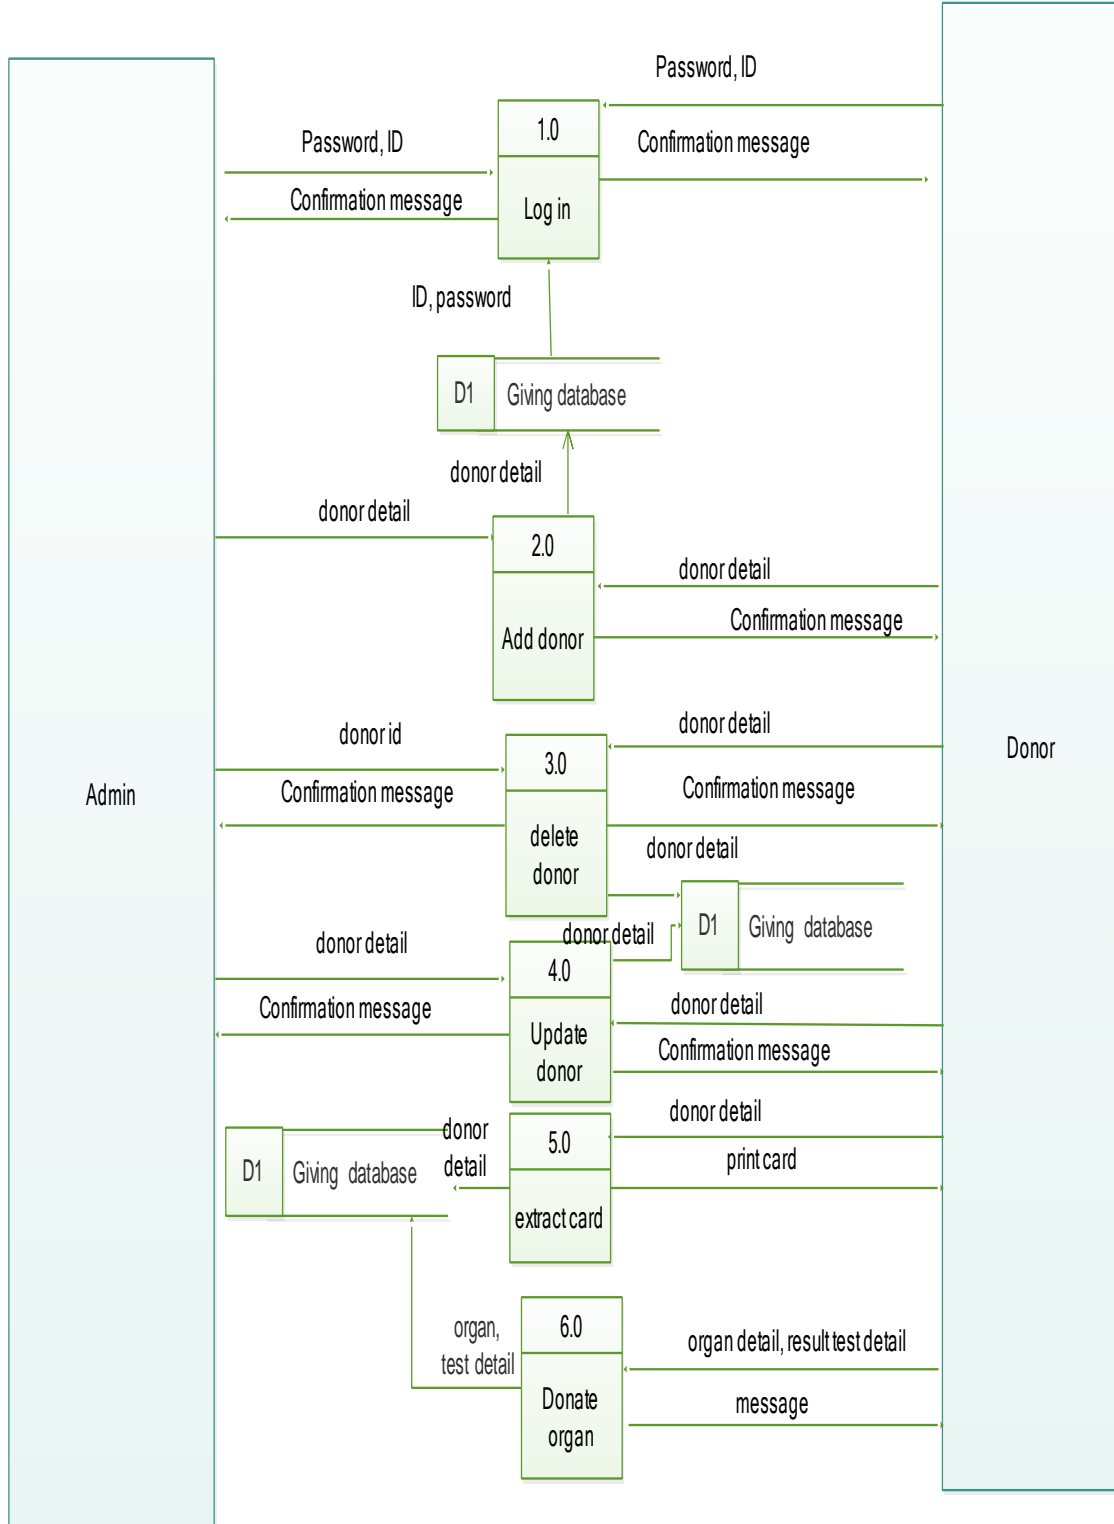 Password, ID
1.0
Password, ID
Confirmation message
Confirmation message
Log in
ID, password
D1
Giving database
donor detail
donor detail
2.0
donor detail
Confirmation message
Add donor
donor id
donor detail
3.0
Donor
Admin
Confirmation message
Confirmation message
delete
donor
donor detail
D1
Giving database
donor detail
donor detail
4.0
Confirmation message
donor detail
Update
donor
Confirmation message
donor detail
donor
detail
5.0
print card
D1
Giving database
extract card
organ,
test detail
6.0
organ detail, result test detail
Donate
organ
message